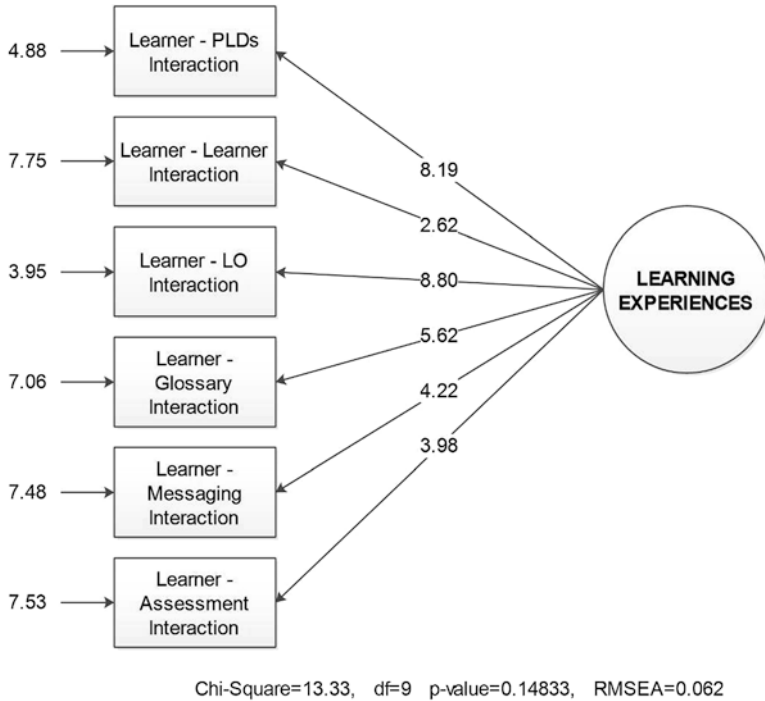 4.88
Learner - PLDs
Interaction
7.75
Learner - Learner
Interaction
3.95
Learner - LO
Interaction
7.06
Learner -
Glossary
Interaction
7.48
Learner -
Messaging
Interaction
7.53
Learner -
Assessment
Interaction
8.19
2.62
8.80
5.62
4.22
3.98
LEARNING
EXPERIENCES
Chi-Square=13.33, df=9 p-value=0.14833, RMSEA=0.062